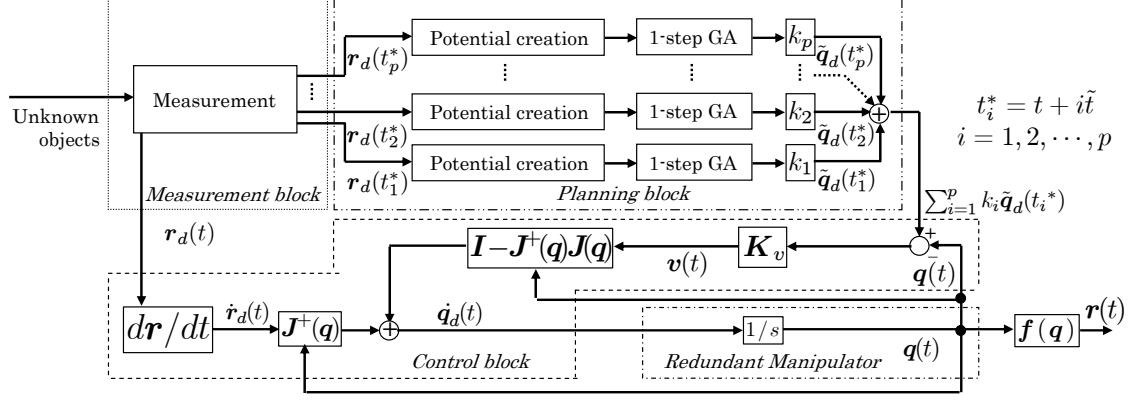 r_d(t_p^*) Potential creation 1-step GA k_p q̃_d(t_p^*)
Unknown objects
Measurement
r_d(t_2^*) Potential creation 1-step GA k_2 q̃_d(t_2^*)
r_d(t_1^*) Potential creation 1-step GA k_1 q̃_d(t_1^*)
t_i^* = t + i t̃
i = 1, 2, ⋯, p
Measurement block
Planning block
r_d(t)
∑_{i=1}^{p} k_i q̃_d(t_i^*)
I−J⁺(q)J(q) v(t) K_v + − q(t)
dr/dt ṙ_d(t) J⁺(q) + q̇_d(t) 1/s q(t) f(q) r(t)
Control block
Redundant Manipulator